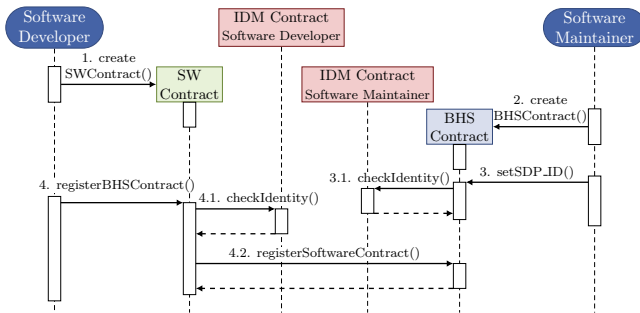 Software
Developer
IDM Contract
Software Developer
Software
Maintainer
1. create
SWContract()
SW
Contract
IDM Contract
Software Maintainer
2. create
BHSContract()
BHS
Contract
3.1. checkIdentity()
3. setSDP_ID()
4. registerBHSContract()
4.1. checkIdentity()
4.2. registerSoftwareContract()